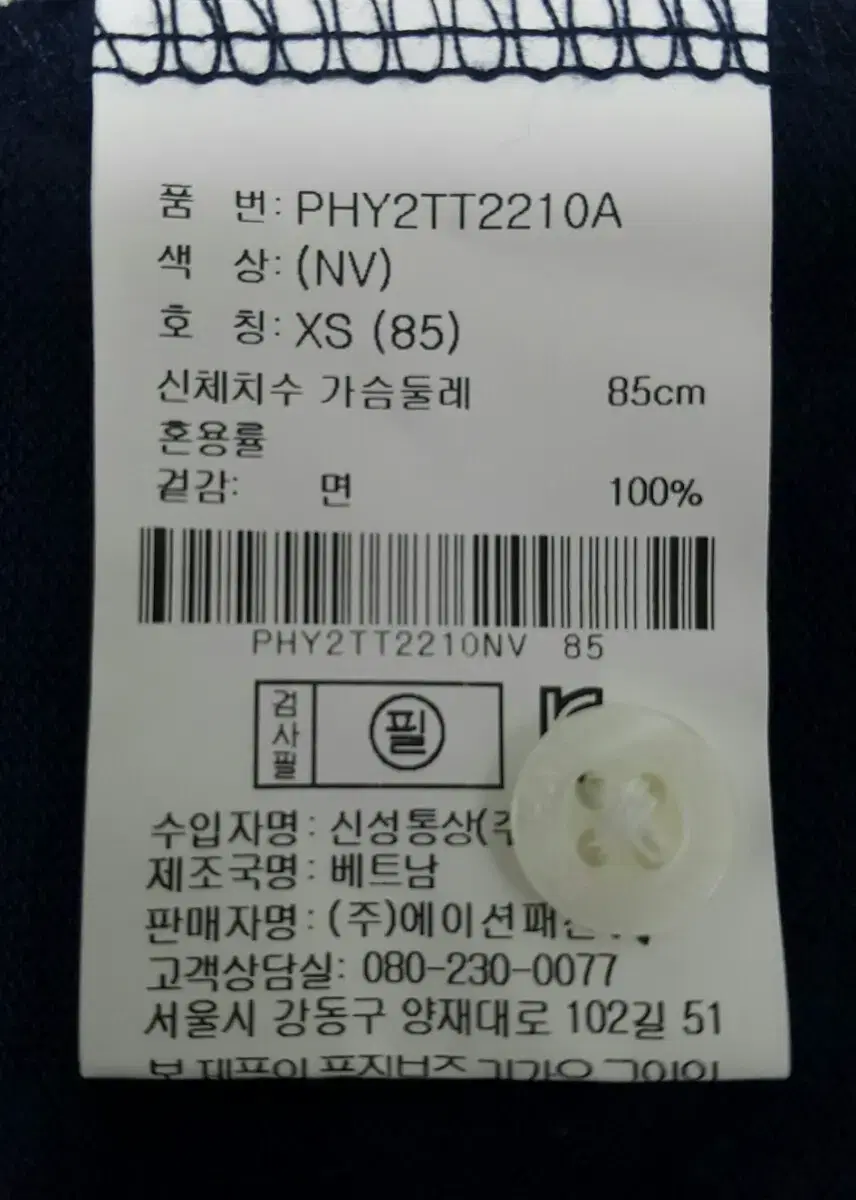 품 번: PHY2TT2210A
색 상: (NV)
호 칭: XS (85)
신체치수 가슴둘레 85cm
혼용률
겉감: 면 100%
PHY2TT2210NV 85
검사필 필
수입자명: 신성통상(주
제조국명: 베트남
판매자명: (주)에이션패션
고객상담실: 080-230-0077
서울시 강동구 양재대로 102길 51